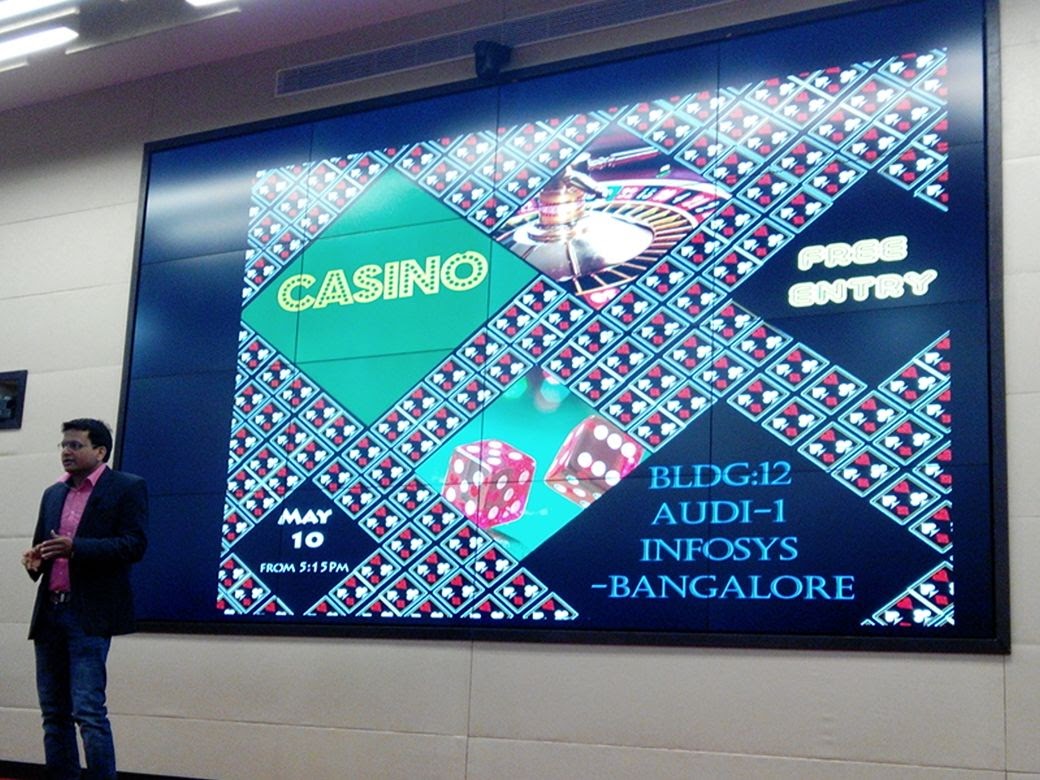 CASINO
FREE
ENTRY
MAY
10
FROM 5:15PM
BLDG:12
AUDI-1
INFOSYS
-BANGALORE